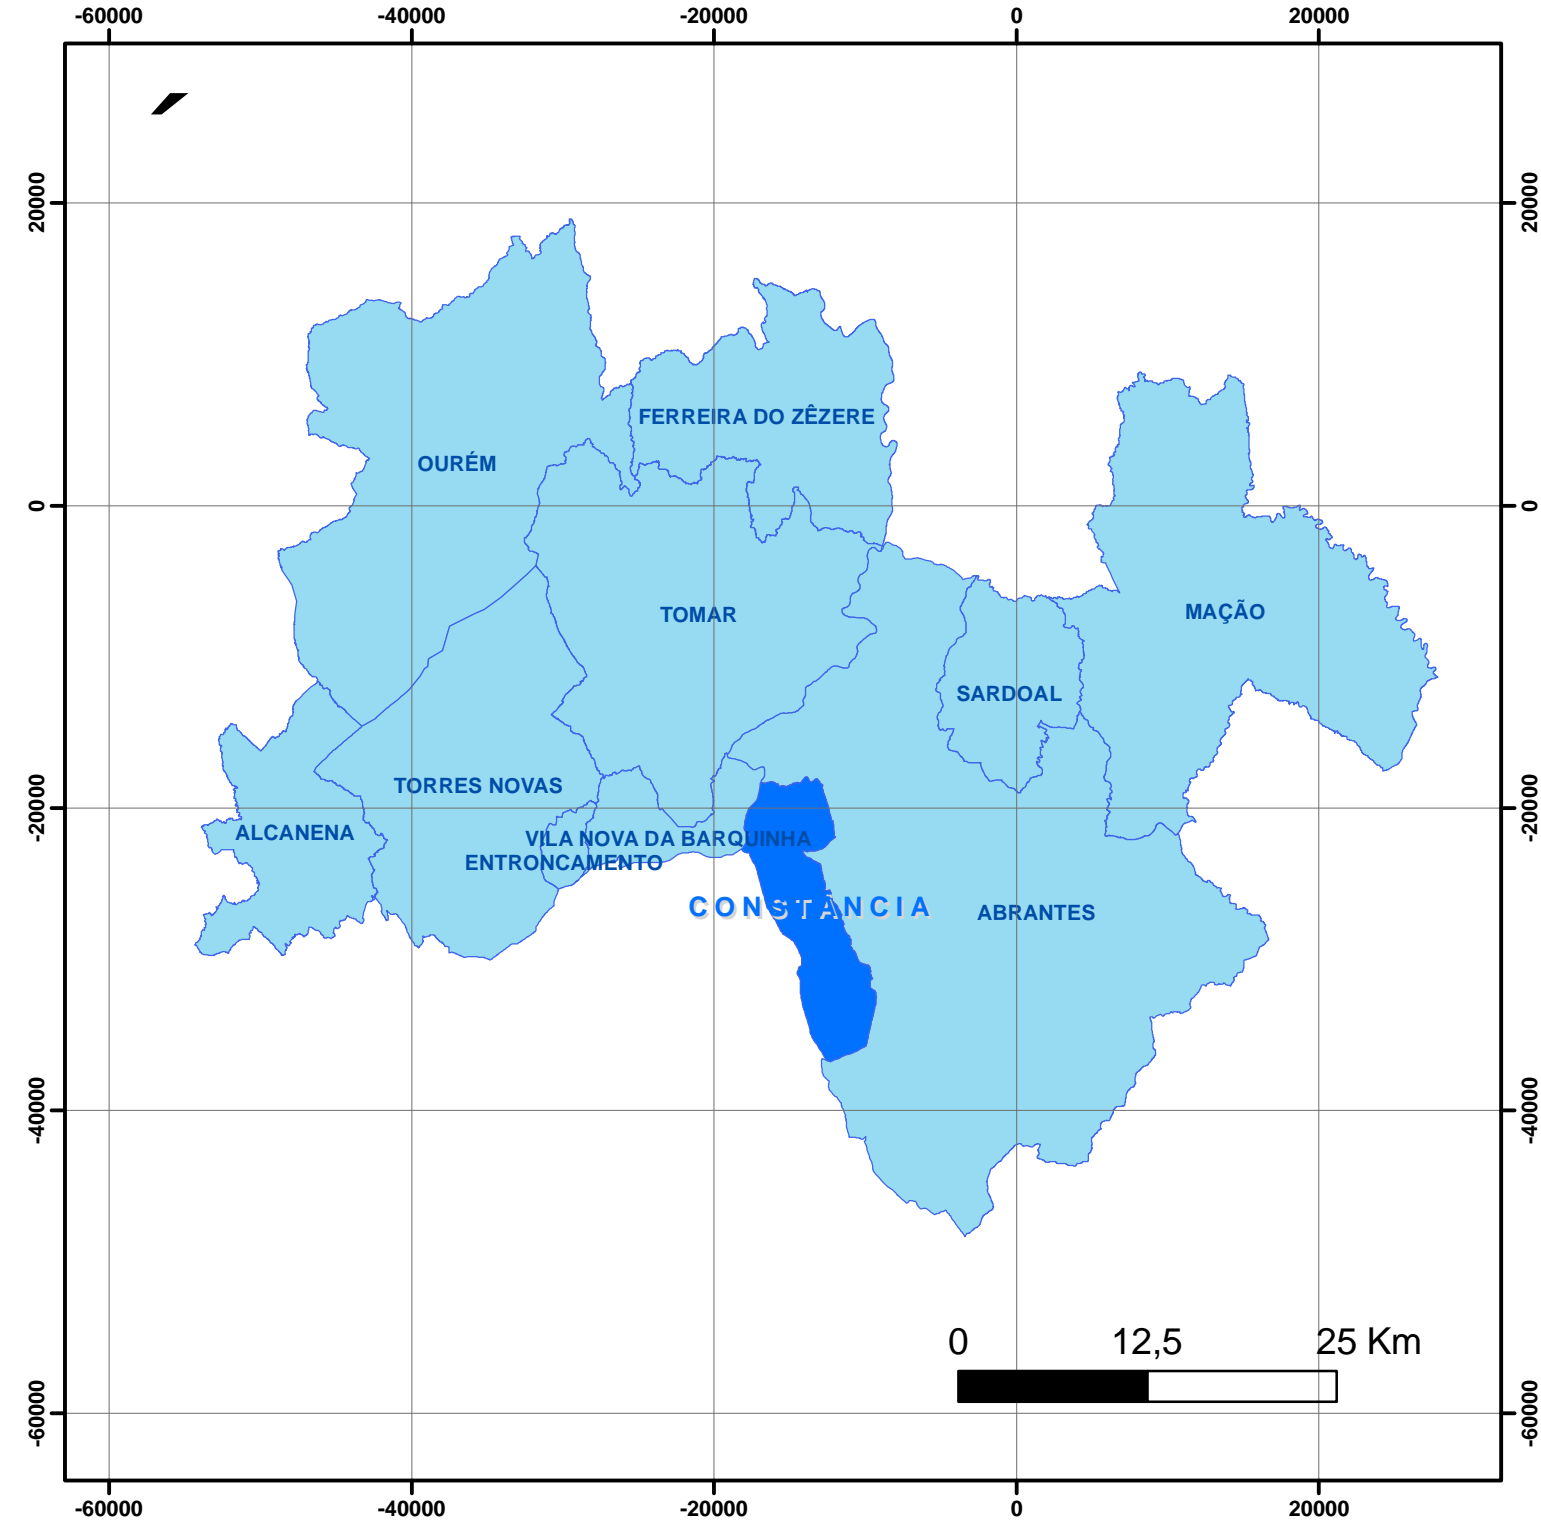 -60000 -40000 -20000 0 20000
20000 20000
FERREIRA DO ZÊZERE
OURÉM
0 0
MAÇÃO
TOMAR
SARDOAL
TORRES NOVAS
-20000 -20000
ALCANENA
VILA NOVA DA BARQUINHA
ENTRONCAMENTO
CONSTÂNCIA
ABRANTES
-40000 -40000
0 12,5 25 Km
-60000 -60000
-60000 -40000 -20000 0 20000